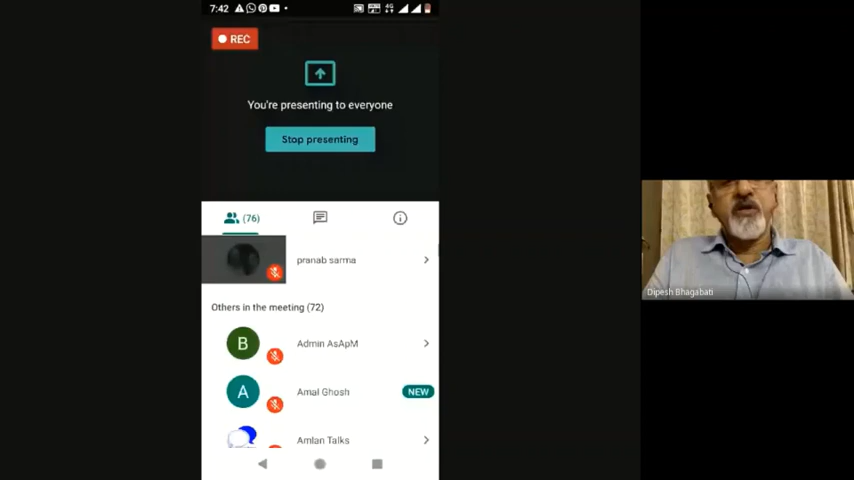 7:42
4G
REC
You're presenting to everyone
Stop presenting
(76)
pranab sarma
Others in the meeting (72)
B
Admin AsApM
A
Amal Ghosh
NEW
Amlan Talks
Dipesh Bhagabati